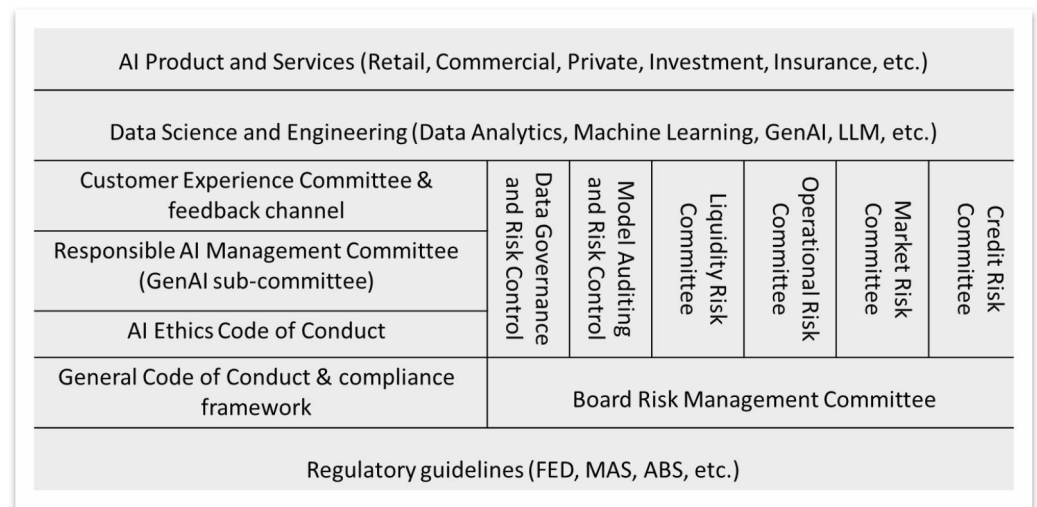 AI Product and Services (Retail, Commercial, Private, Investment, Insurance, etc.)
Data Science and Engineering (Data Analytics, Machine Learning, GenAI, LLM, etc.)
Customer Experience Committee &
feedback channel
Responsible AI Management Committee
(GenAI sub-committee)
AI Ethics Code of Conduct
General Code of Conduct & compliance
framework
Data Governance
and Risk Control
Model Auditing
and Risk Control
Liquidity Risk
Committee
Operational Risk
Committee
Market Risk
Committee
Credit Risk
Committee
Board Risk Management Committee
Regulatory guidelines (FED, MAS, ABS, etc.)